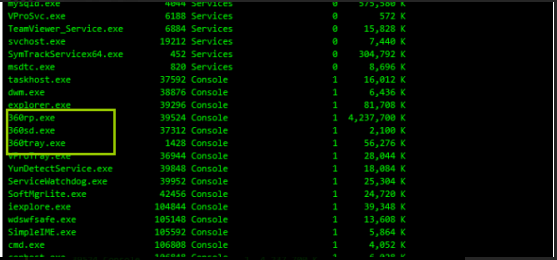 mysqld.exe 4044 Services 0 575,580 K
VProSvc.exe 6188 Services 0 572 K
TeamViewer_Service.exe 6884 Services 0 15,828 K
svchost.exe 19212 Services 0 7,440 K
SymTrackServicex64.exe 452 Services 0 304,792 K
msdtc.exe 820 Services 0 8,696 K
taskhost.exe 37592 Console 1 16,012 K
dwm.exe 38876 Console 1 6,436 K
explorer.exe 39296 Console 1 81,708 K
360rp.exe 39524 Console 1 4,237,700 K
360sd.exe 37312 Console 1 2,100 K
360tray.exe 1428 Console 1 56,276 K
VProTray.exe 36944 Console 1 28,044 K
YunDetectService.exe 39848 Console 1 18,084 K
ServiceWatchdog.exe 39952 Console 1 25,304 K
SoftMgrLite.exe 42456 Console 1 24,720 K
iexplore.exe 104844 Console 1 39,348 K
wdswfsafe.exe 105148 Console 1 13,608 K
SimpleIME.exe 105592 Console 1 5,864 K
cmd.exe 106808 Console 1 4,052 K
conhost.exe 106848 Console 1 K